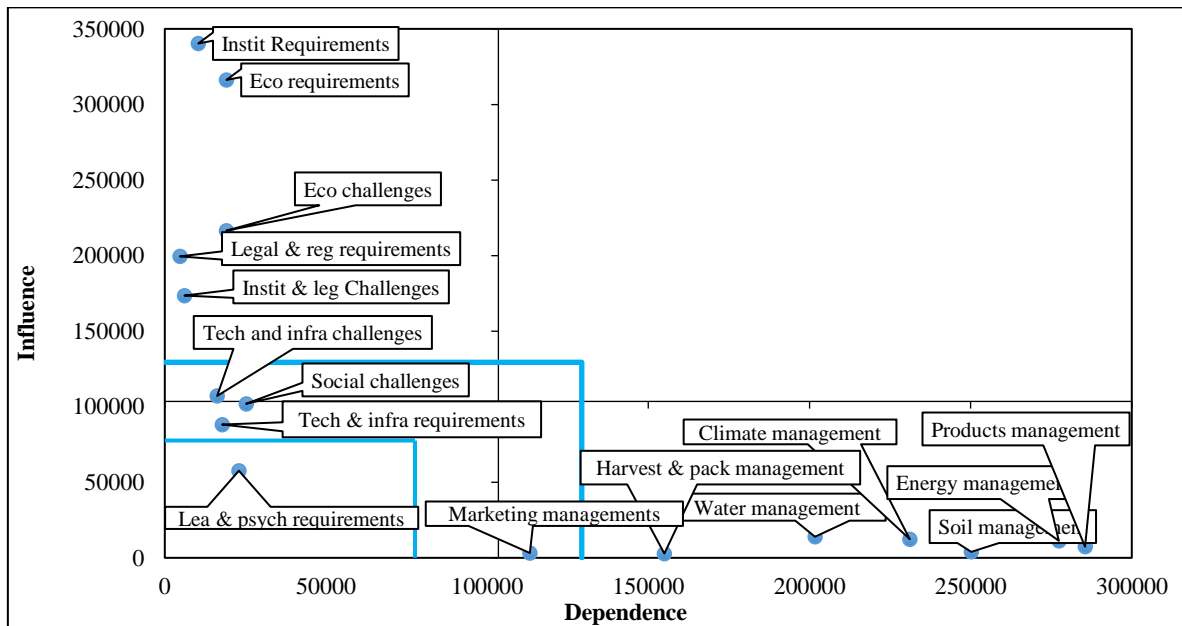 350000
300000
250000
200000
150000
100000
50000
0
Influence
Instit Requirements
Eco requirements
Eco challenges
Legal & reg requirements
Instit & leg Challenges
Tech and infra challenges
Social challenges
Tech & infra requirements
Lea & psych requirements
Climate management
Products management
Harvest & pack management
Energy management
Marketing managements
Water management
Soil management
0
50000
100000
150000
200000
250000
300000
Dependence